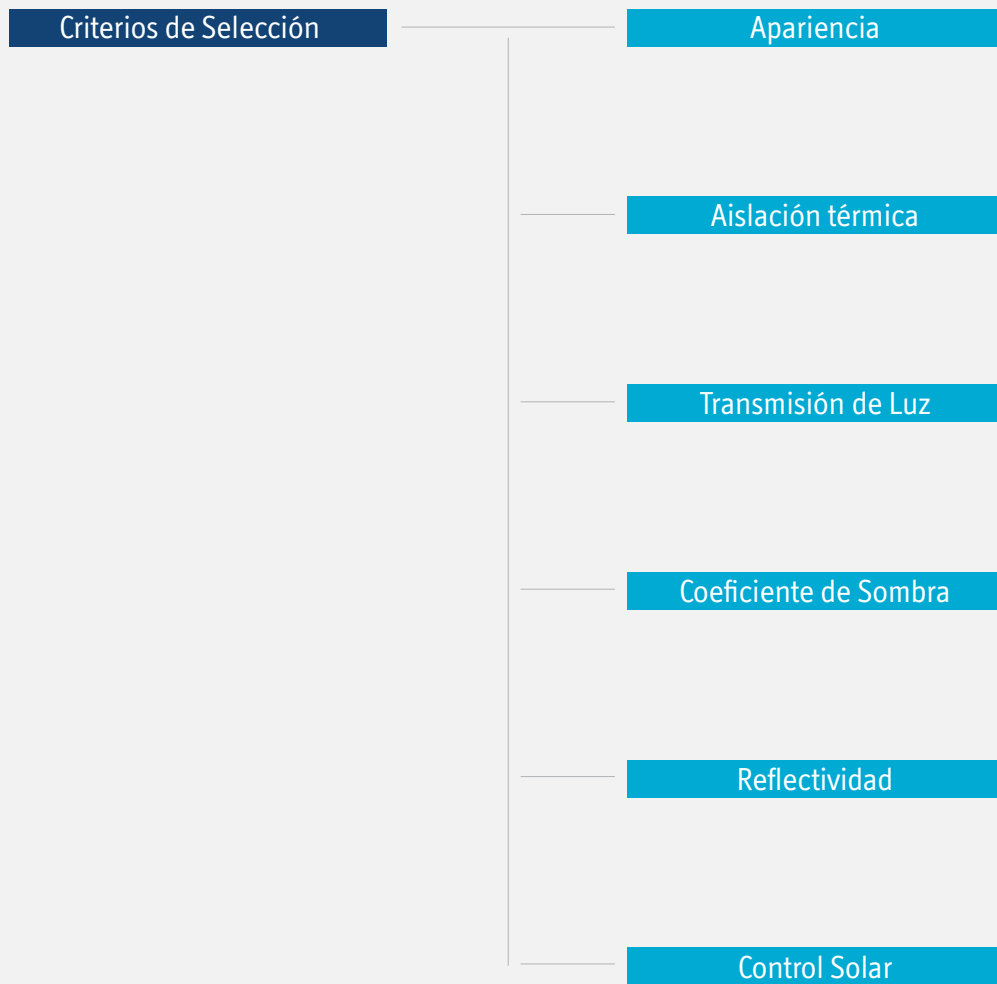 Criterios de Selección
Apariencia
Aislación térmica
Transmisión de Luz
Coeficiente de Sombra
Reflectividad
Control Solar